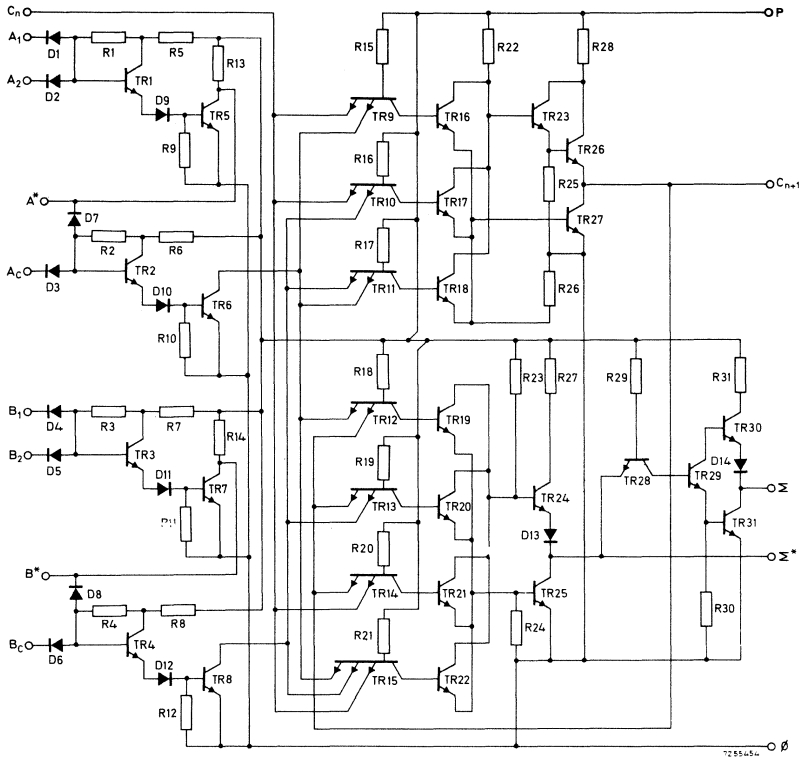 Cn P
A1 R1 R5 R15 R22 R28
D1 R13
A2 D2 TR1 D9 TR5 TR9 TR16 TR23
R9 R16 TR26
A* R25 Cn+1
D7 TR10 TR17 TR27
R2 R6 R17
AC D3 TR2 D10 TR6 TR11 TR18 R26
R10
R18 R23 R27 R29 R31
B1 D4 R3 R7 R14 TR12 TR19 TR30
B2 D5 TR3 D11 TR7 R19 TR28 TR29 D14
TR13 TR20 TR24 Σ
D13 TR31
R20 Σ*
B* D8 TR14 TR21 TR25
R4 R8 R21 R24 R30
BC D6 TR4 D12 TR8 TR15 TR22
R12
Ø
7255454